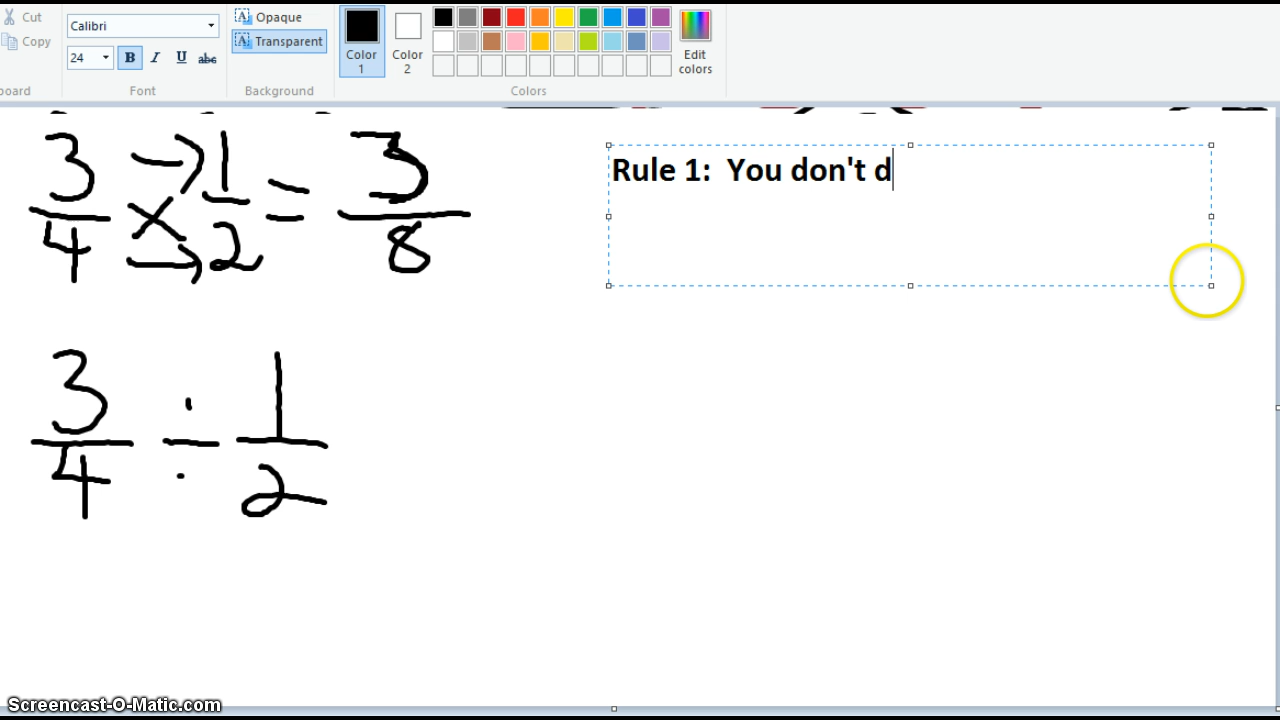 Cut
Copy
board
Calibri
24
B I U abc
Font
Opaque
Transparent
Background
Color 1
Color 2
Edit colors
Colors
3/4 × 1/2 = 3/8
Rule 1:  You don't d
3/4 ÷ 1/2
Screencast-O-Matic.com